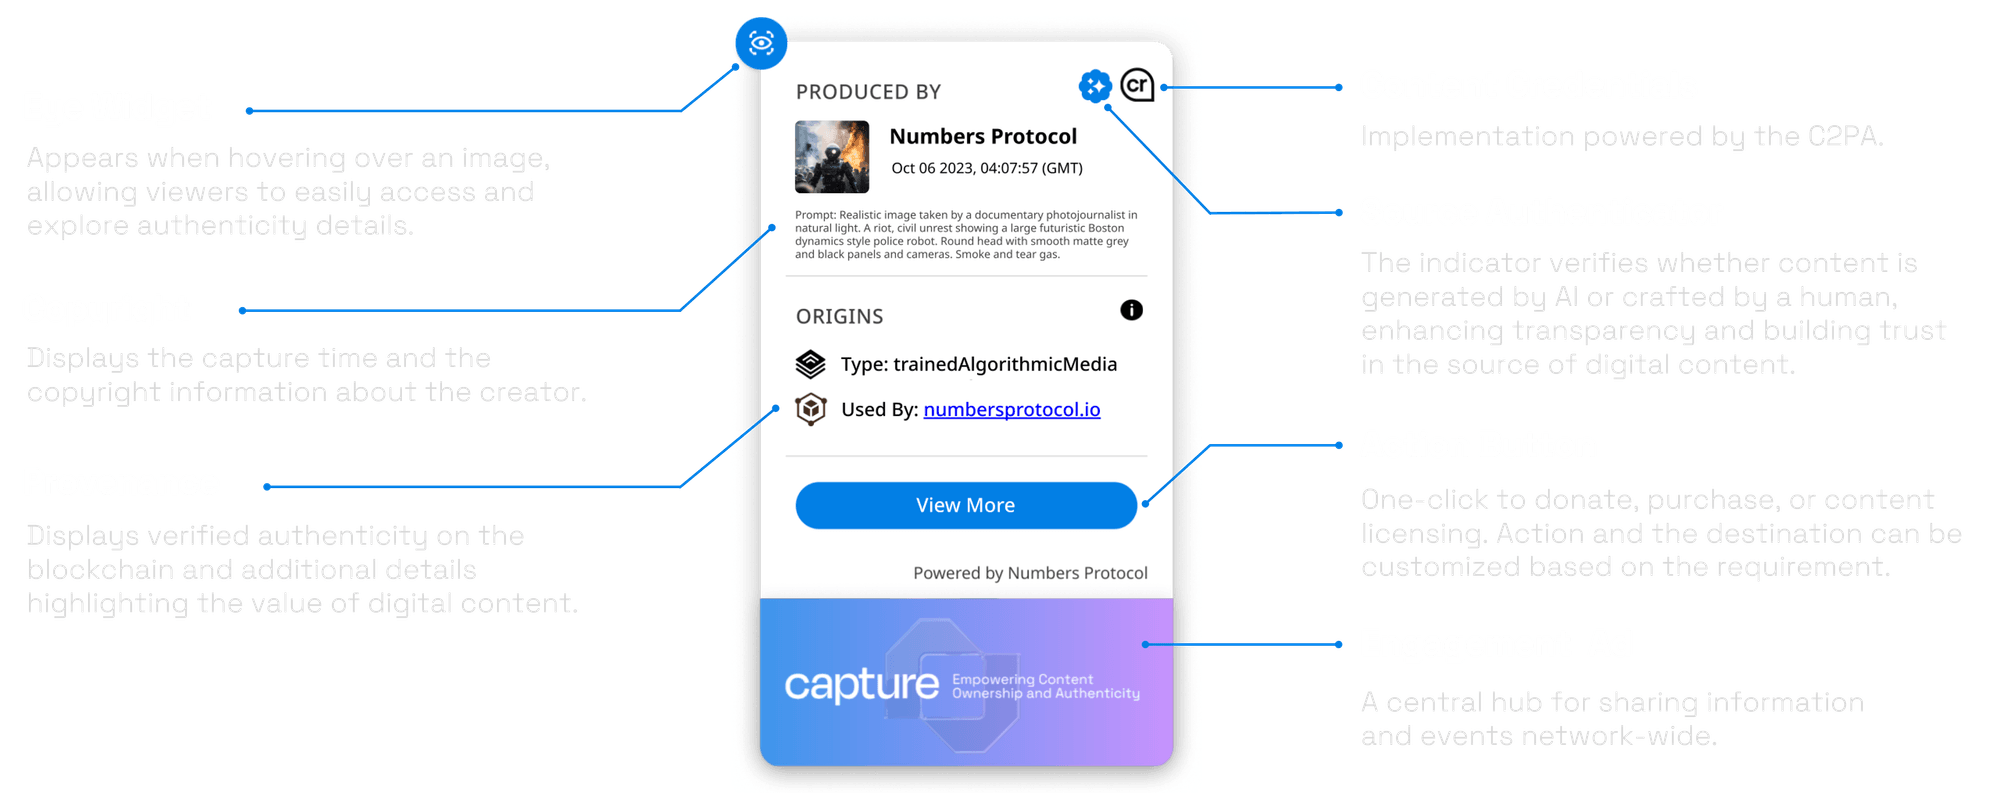 Appears when hovering over an image,
allowing viewers to easily access and
explore authenticity details.
Displays the capture time and the
copyright information about the creator.
Displays verified authenticity on the
blockchain and additional details
highlighting the value of digital content.
PRODUCED BY
cr
Numbers Protocol
Oct 06 2023, 04:07:57 (GMT)
Prompt: Realistic image taken by a documentary photojournalist in
natural light. A riot, civil unrest showing a large futuristic Boston
dynamics style police robot. Round head with smooth matte grey
and black panels and cameras. Smoke and tear gas.
ORIGINS
i
Type: trainedAlgorithmicMedia
Used By: numbersprotocol.io
View More
Powered by Numbers Protocol
capture
Empowering Content
Ownership and Authenticity
Implementation powered by the C2PA.
The indicator verifies whether content is
generated by AI or crafted by a human,
enhancing transparency and building trust
in the source of digital content.
One-click to donate, purchase, or content
licensing. Action and the destination can be
customized based on the requirement.
A central hub for sharing information
and events network-wide.